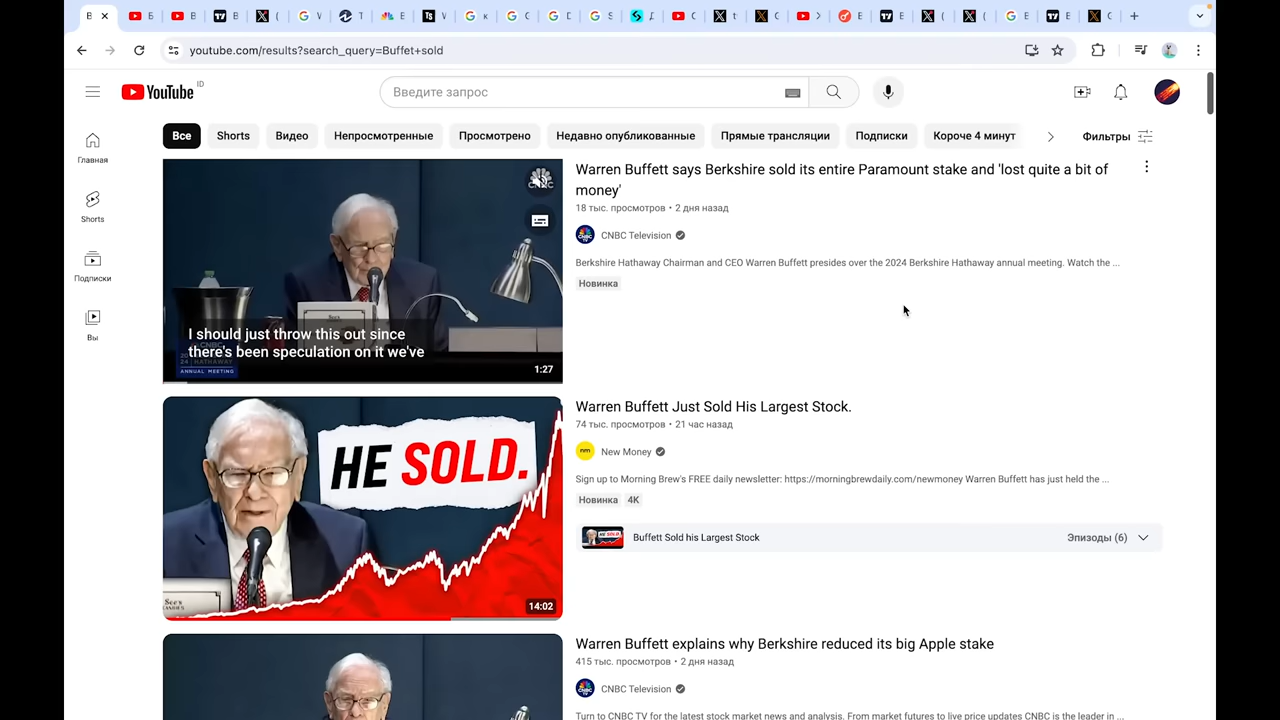 youtube.com/results?search_query=Buffet+sold
YouTube
ID
Введите запрос
Все
Shorts
Видео
Непросмотренные
Просмотрено
Недавно опубликованные
Прямые трансляции
Подписки
Короче 4 минут
Фильтры
Главная
Shorts
Подписки
Вы
I should just throw this out since
there's been speculation on it we've
ANNUAL MEETING
1:27
Warren Buffett says Berkshire sold its entire Paramount stake and 'lost quite a bit of
money'
18 тыс. просмотров • 2 дня назад
CNBC Television
Berkshire Hathaway Chairman and CEO Warren Buffett presides over the 2024 Berkshire Hathaway annual meeting. Watch the ...
Новинка
HE SOLD.
14:02
Warren Buffett Just Sold His Largest Stock.
74 тыс. просмотров • 21 час назад
nm
New Money
Sign up to Morning Brew's FREE daily newsletter: https://morningbrewdaily.com/newmoney Warren Buffett has just held the ...
Новинка
4K
Buffett Sold his Largest Stock
Эпизоды (6)
Warren Buffett explains why Berkshire reduced its big Apple stake
415 тыс. просмотров • 2 дня назад
CNBC Television
Turn to CNBC TV for the latest stock market news and analysis. From market futures to live price updates CNBC is the leader in ...